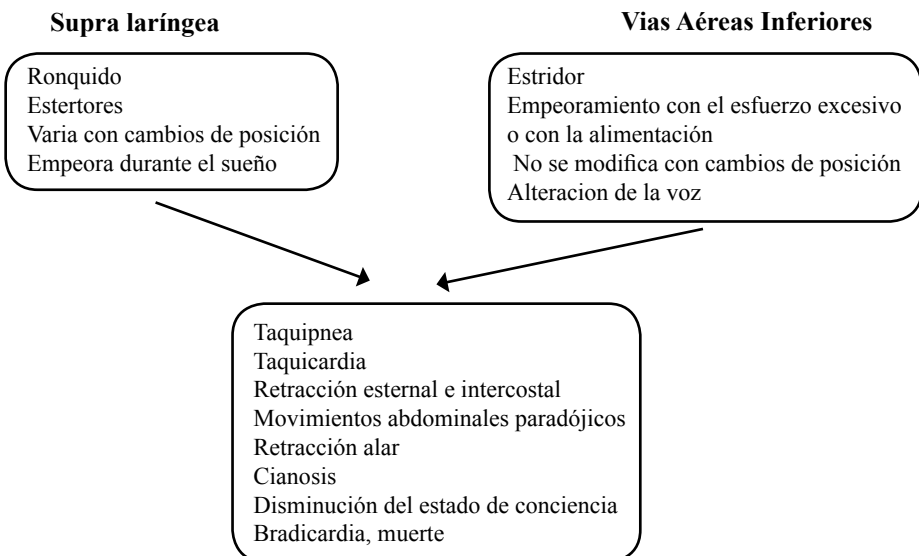 Supra laríngea
Ronquido
Estertores
Varia con cambios de posición
Empeora durante el sueño
Vias Aéreas Inferiores
Estridor
Empeoramiento con el esfuerzo excesivo
o con la alimentación
No se modifica con cambios de posición
Alteracion de la voz
Taquipnea
Taquicardia
Retracción esternal e intercostal
Movimientos abdominales paradójicos
Retracción alar
Cianosis
Disminución del estado de conciencia
Bradicardia, muerte